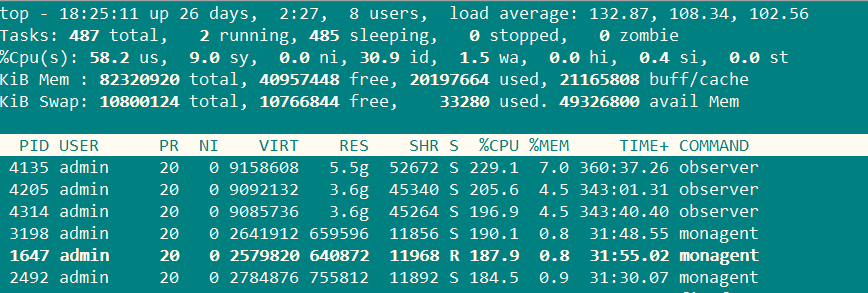 top - 18:25:11 up 26 days,  2:27,  8 users,  load average: 132.87, 108.34, 102.56
Tasks: 487 total,   2 running, 485 sleeping,   0 stopped,   0 zombie
%Cpu(s): 58.2 us,  9.0 sy,  0.0 ni, 30.9 id,  1.5 wa,  0.0 hi,  0.4 si,  0.0 st
KiB Mem : 82320920 total, 40957448 free, 20197664 used, 21165808 buff/cache
KiB Swap: 10800124 total, 10766844 free,    33280 used. 49326800 avail Mem
PID USER      PR  NI    VIRT    RES    SHR S  %CPU %MEM     TIME+ COMMAND
4135 admin     20   0 9158608   5.5g  52672 S 229.1  7.0 360:37.26 observer
4205 admin     20   0 9092132   3.6g  45340 S 205.6  4.5 343:01.31 observer
4314 admin     20   0 9085736   3.6g  45264 S 196.9  4.5 343:40.40 observer
3198 admin     20   0 2641912 659596  11856 S 190.1  0.8  31:48.55 monagent
1647 admin     20   0 2579820 640872  11968 R 187.9  0.8  31:55.02 monagent
2492 admin     20   0 2784876 755812  11892 S 184.5  0.9  31:30.07 monagent